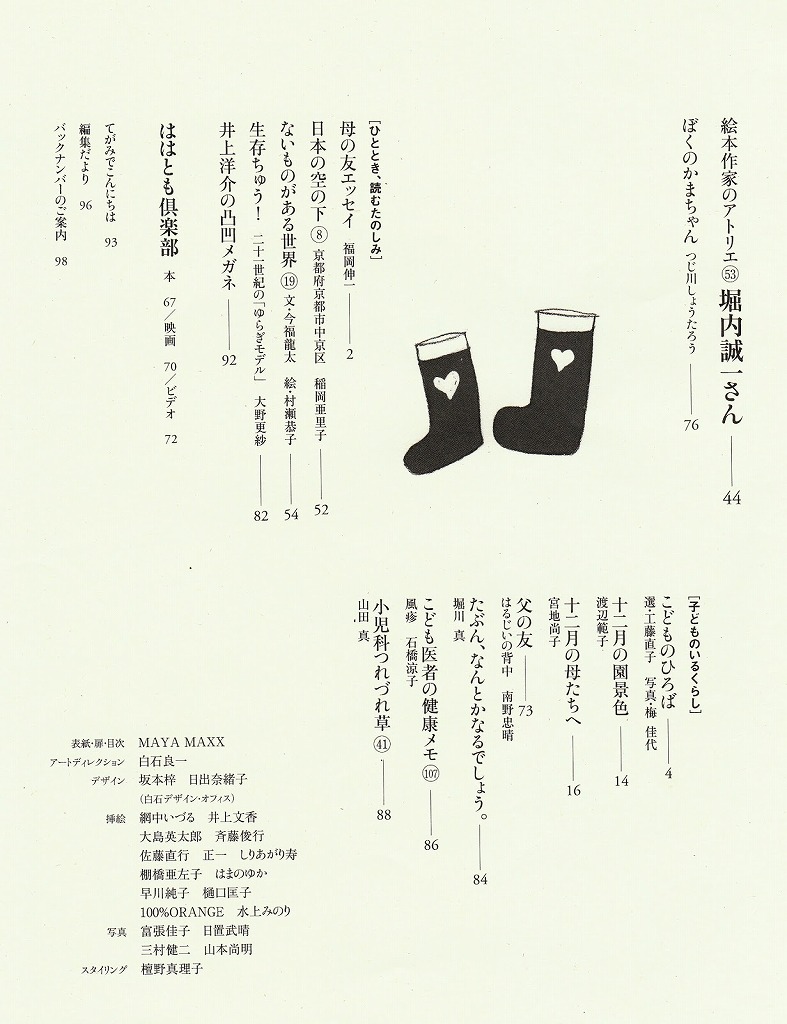 絵本作家のアトリエ㊼ 堀内誠一さん——44
ぼくのかまちゃん つじ川しょうたろう——76
[ひととき、読むたのしみ]
母の友エッセイ 福岡伸一——2
日本の空の下⑧ 京都府京都市中京区 稲岡亜里子——52
ないものがある世界⑲ 文・今福龍太 絵・村瀬恭子——54
生存ちゅう！ 二十一世紀の「ゆらぎモデル」 大野更紗——82
井上洋介の凸凹メガネ——92
ははとも倶楽部 本 67／映画 70／ビデオ 72
てがみでこんにちは 93
編集だより 96
バックナンバーのご案内 98
[子どものいるくらし]
こどものひろば——4
選・工藤直子 写真・梅 佳代
十二月の園景色——14
渡辺範子
十二月の母たちへ——16
宮地尚子
父の友——73
はるじいの背中 南野忠晴
たぶん、なんとかなるでしょう。——84
堀川 真
こども医者の健康メモ(107)——86
風疹 石橋涼子
小児科つれづれ草㊶——88
山田 真
表紙・扉・目次 MAYA MAXX
アートディレクション 白石良一
デザイン 坂本梓 日出奈緒子
(白石デザイン・オフィス)
挿絵 網中いづる 井上文香
大島英太郎 斉藤俊行
佐藤直行 正一 しりあがり寿
棚橋亜左子 はまのゆか
早川純子 樋口匡子
100%ORANGE 水上みのり
写真 富張佳子 日置武晴
三村健二 山本尚明
スタイリング 檀野真理子